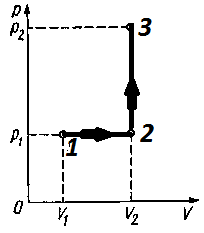 p
p₂ 3
p₁ 1 2
0 V₁ V₂ V